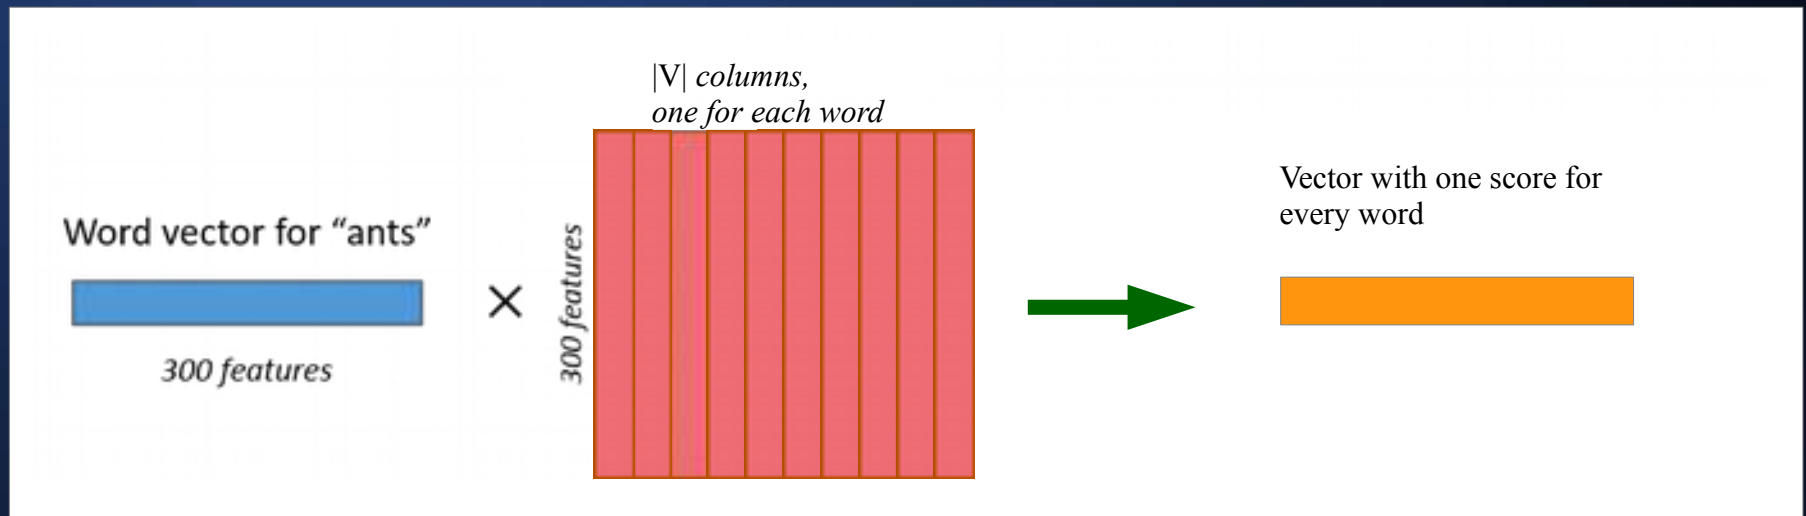 |V| columns,
one for each word
Word vector for “ants”
×
300 features
300 features
Vector with one score for
every word